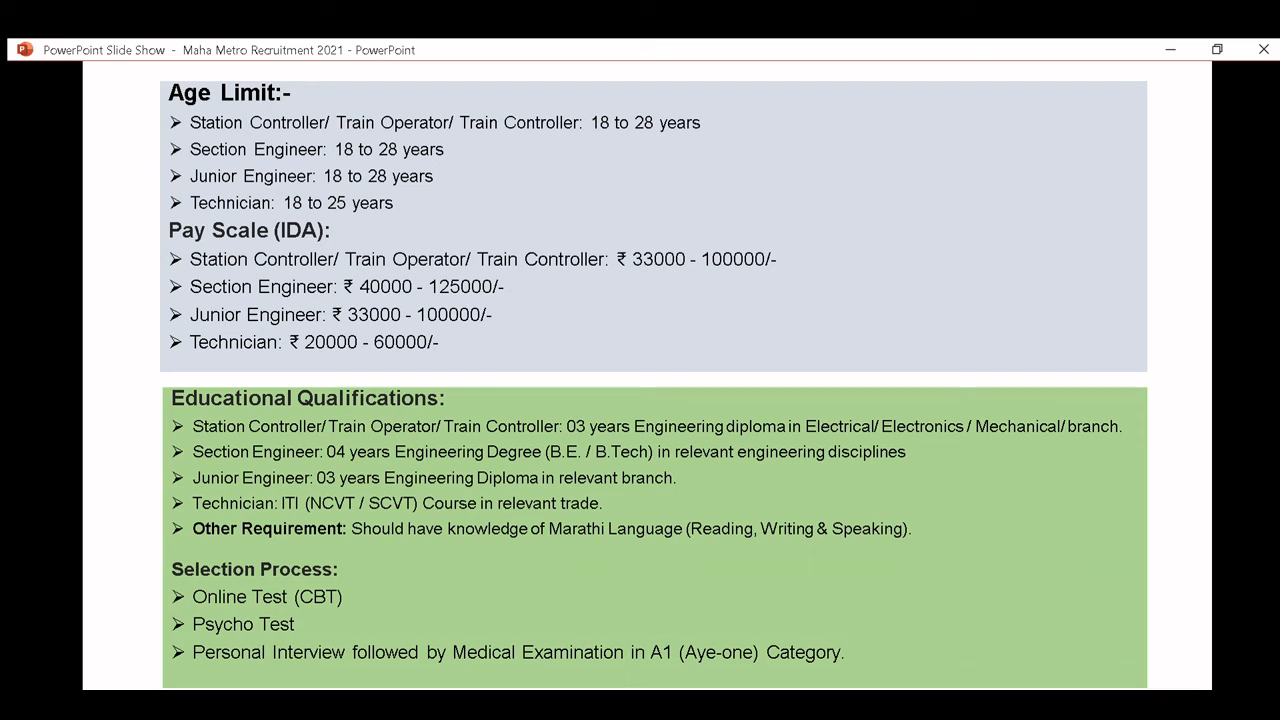 PowerPoint Slide Show - Maha Metro Recruitment 2021 - PowerPoint
Age Limit:-
➢ Station Controller/ Train Operator/ Train Controller: 18 to 28 years
➢ Section Engineer: 18 to 28 years
➢ Junior Engineer: 18 to 28 years
➢ Technician: 18 to 25 years
Pay Scale (IDA):
➢ Station Controller/ Train Operator/ Train Controller: ₹ 33000 - 100000/-
➢ Section Engineer: ₹ 40000 - 125000/-
➢ Junior Engineer: ₹ 33000 - 100000/-
➢ Technician: ₹ 20000 - 60000/-
Educational Qualifications:
➢ Station Controller/ Train Operator/ Train Controller: 03 years Engineering diploma in Electrical/ Electronics / Mechanical/ branch.
➢ Section Engineer: 04 years Engineering Degree (B.E. / B.Tech) in relevant engineering disciplines
➢ Junior Engineer: 03 years Engineering Diploma in relevant branch.
➢ Technician: ITI (NCVT / SCVT) Course in relevant trade.
➢ Other Requirement: Should have knowledge of Marathi Language (Reading, Writing & Speaking).
Selection Process:
➢ Online Test (CBT)
➢ Psycho Test
➢ Personal Interview followed by Medical Examination in A1 (Aye-one) Category.